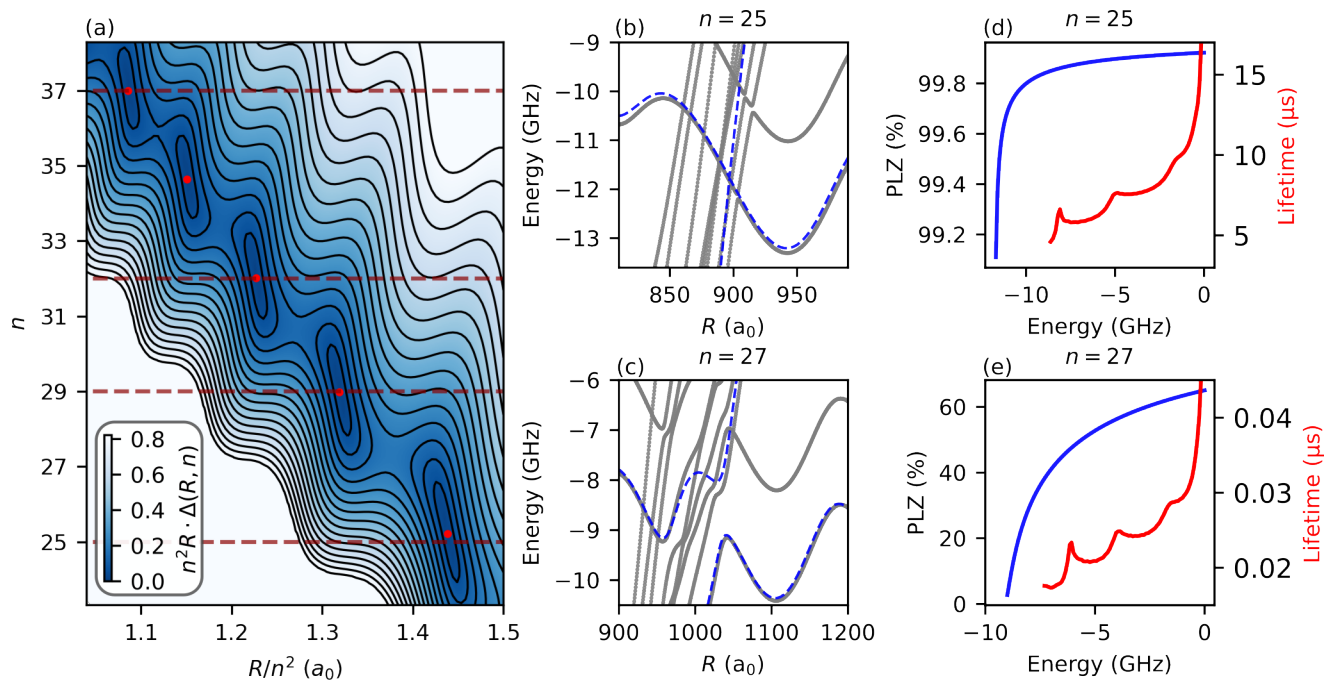 (a)
n
37
35
33
31
29
27
25
0.8
0.6
0.4
0.2
0.0
n²R · Δ(R, n)
1.1
1.2
1.3
1.4
1.5
R/n² (a₀)
(b)
n = 25
Energy (GHz)
−9
−10
−11
−12
−13
850
900
950
R (a₀)
(c)
n = 27
Energy (GHz)
−6
−7
−8
−9
−10
900
1000
1100
1200
R (a₀)
(d)
n = 25
PLZ (%)
99.8
99.6
99.4
99.2
15
10
5
Lifetime (μs)
−10
−5
0
Energy (GHz)
(e)
n = 27
PLZ (%)
60
40
20
0
0.04
0.03
0.02
Lifetime (μs)
−10
−5
0
Energy (GHz)